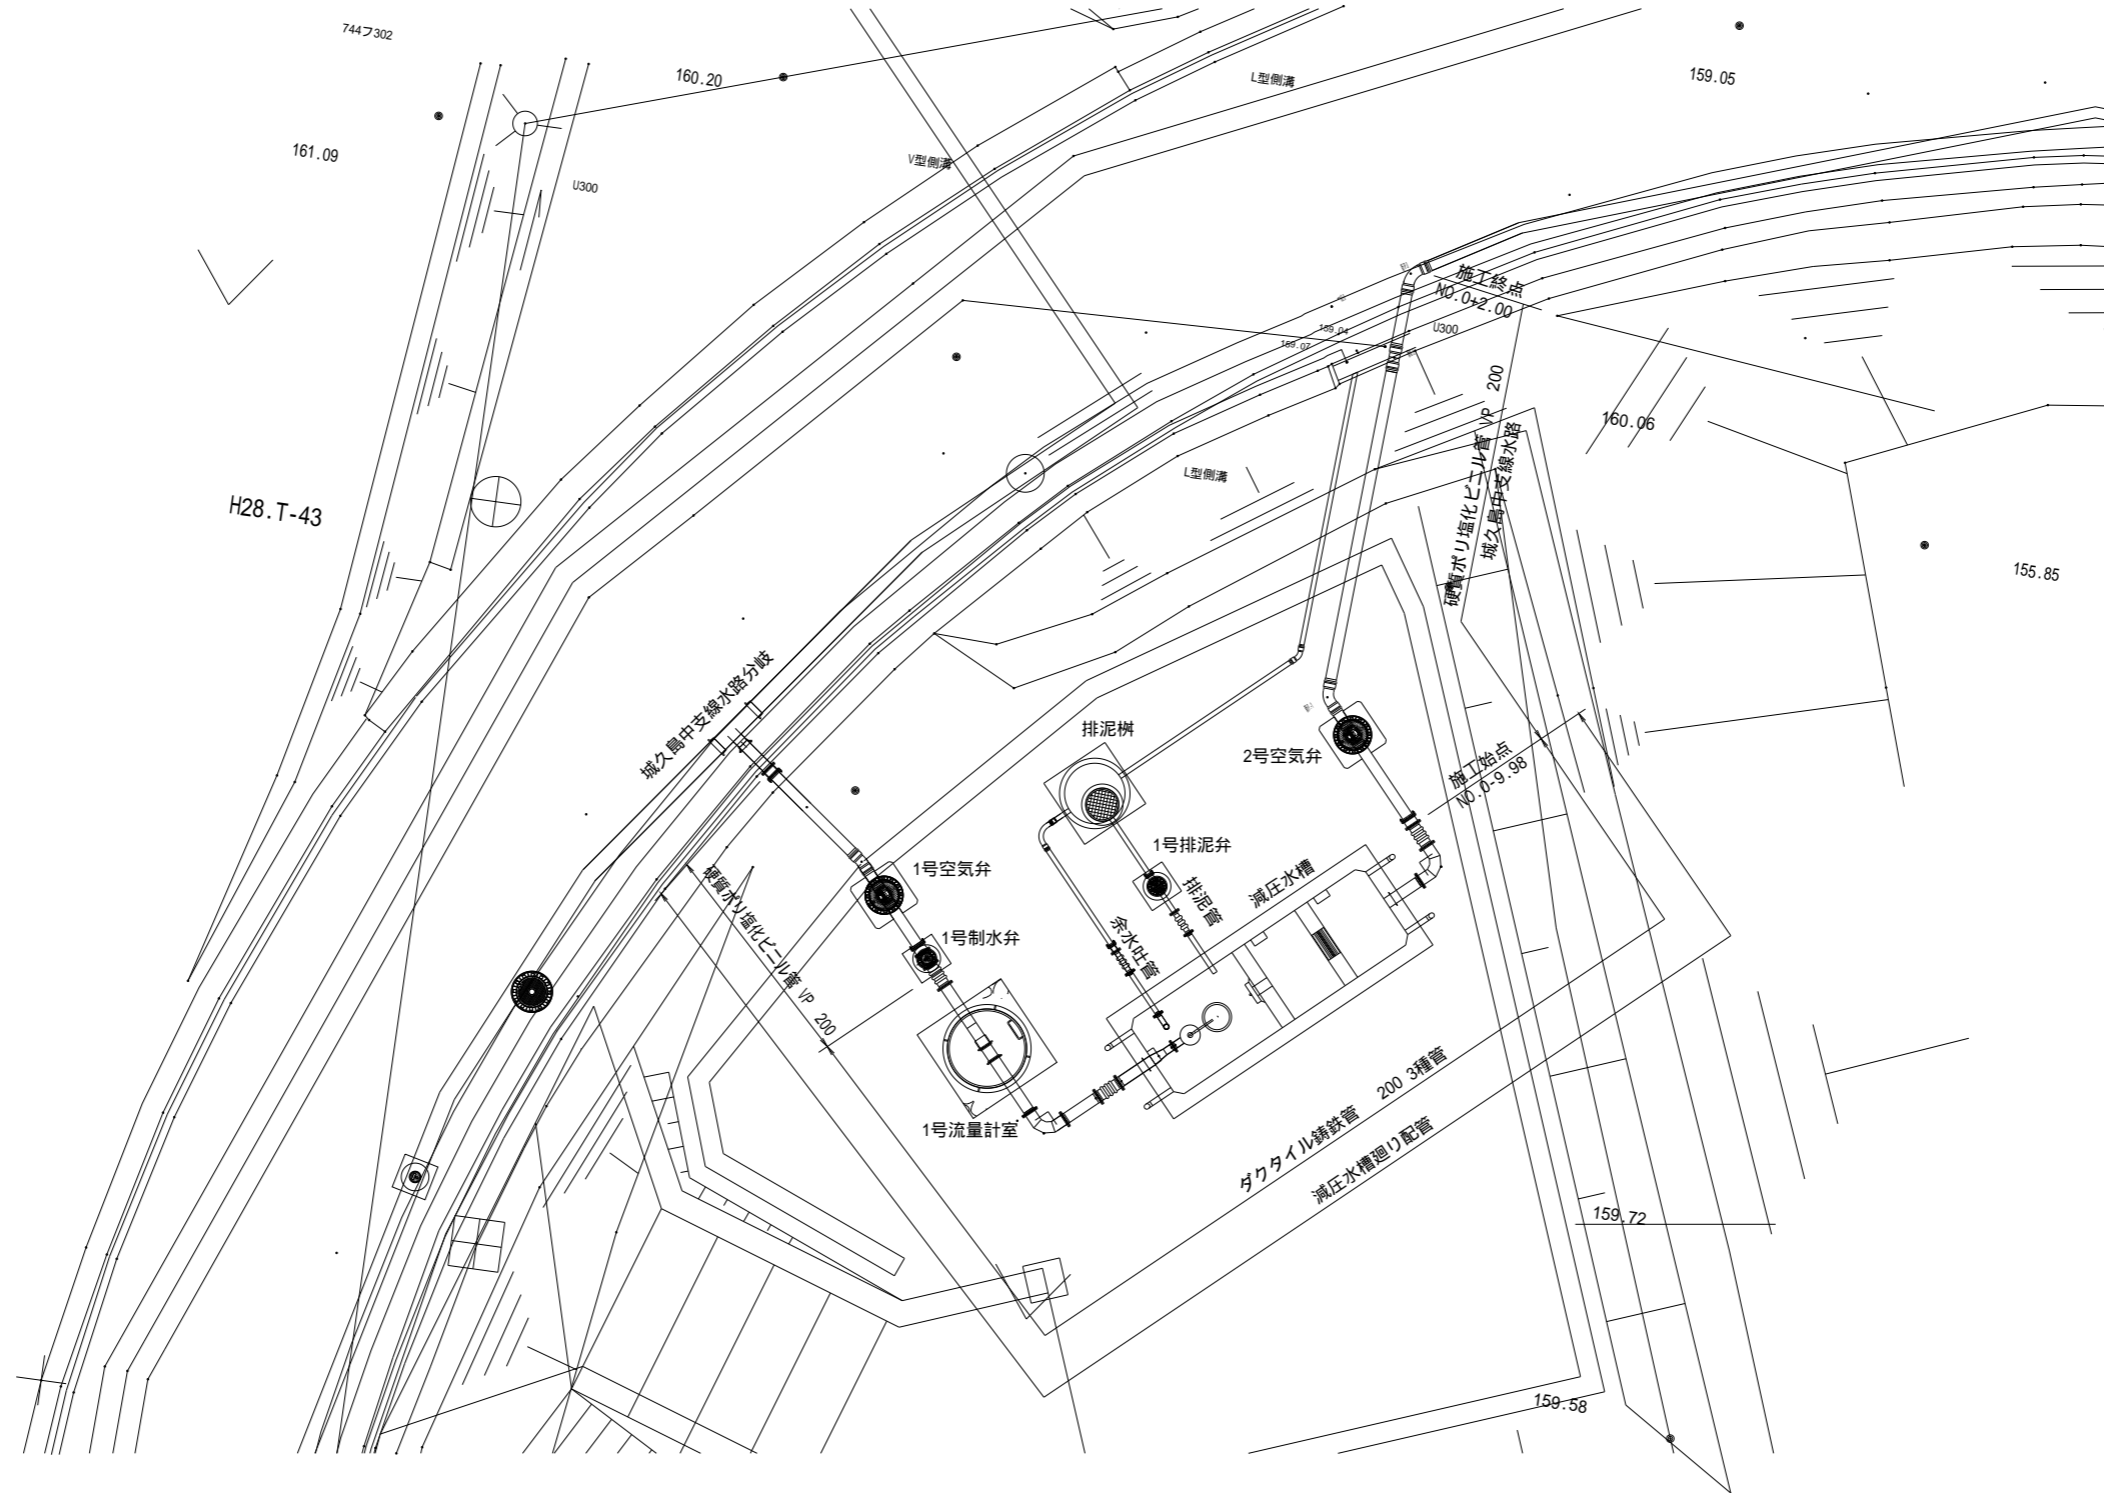 744フ302
160.20
L型側溝
159.05
161.09
V型側溝
U300
施工終点
NO.0+2.00
159.04
U300
159.07
硬質ポリ塩化ビニル管 VP 200
城久島中支線水路
160.06
L型側溝
H28.T-43
155.85
城久島中支線水路分岐
排泥桝
2号空気弁
施工始点
NO.0-9.98
1号排泥弁
1号空気弁
減圧水槽
排泥管
硬質ポリ塩化ビニル管 VP 200
余水吐管
1号制水弁
1号流量計室
ダクタイル鋳鉄管 200 3種管
減圧水槽廻り配管
159.72
159.58